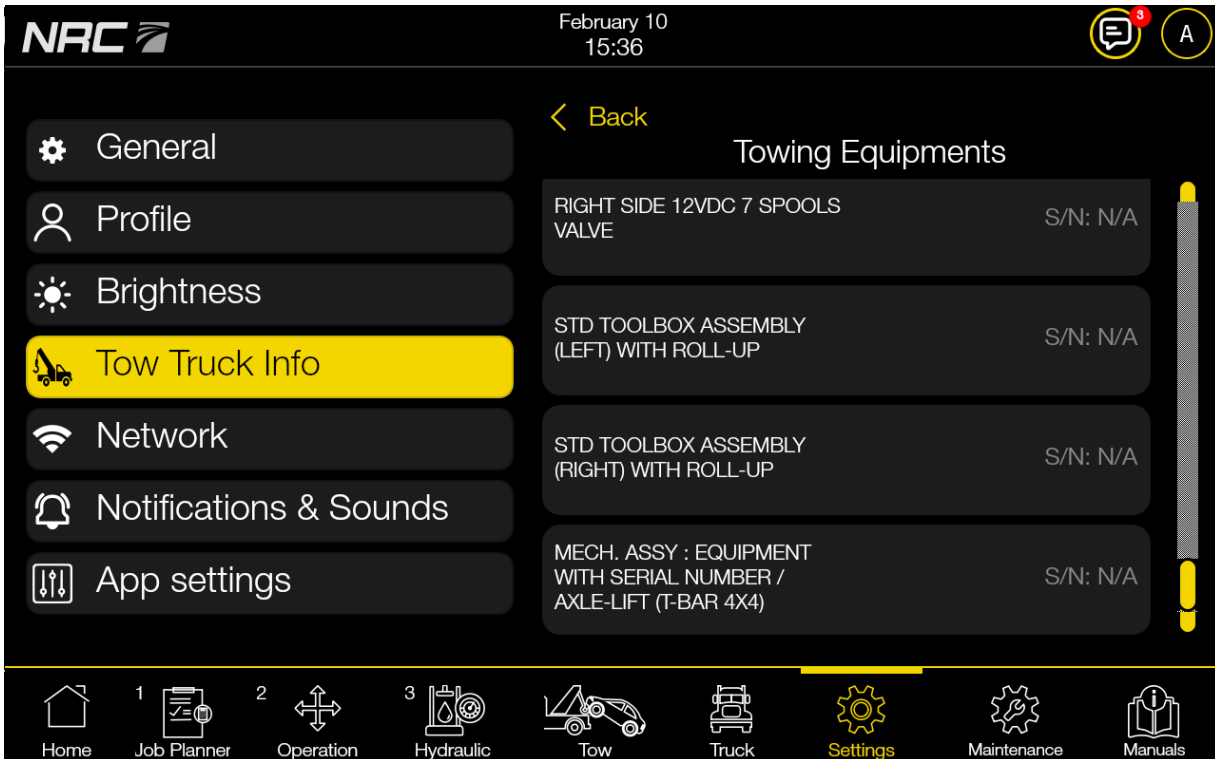 NRC
February 10
15:36
3
A
General
Profile
Brightness
Tow Truck Info
Network
Notifications & Sounds
App settings
Back
Towing Equipments
RIGHT SIDE 12VDC 7 SPOOLS
VALVE
S/N: N/A
STD TOOLBOX ASSEMBLY
(LEFT) WITH ROLL-UP
S/N: N/A
STD TOOLBOX ASSEMBLY
(RIGHT) WITH ROLL-UP
S/N: N/A
MECH. ASSY : EQUIPMENT
WITH SERIAL NUMBER /
AXLE-LIFT (T-BAR 4X4)
S/N: N/A
Home
1
Job Planner
2
Operation
3
Hydraulic
Tow
Truck
Settings
Maintenance
Manuals